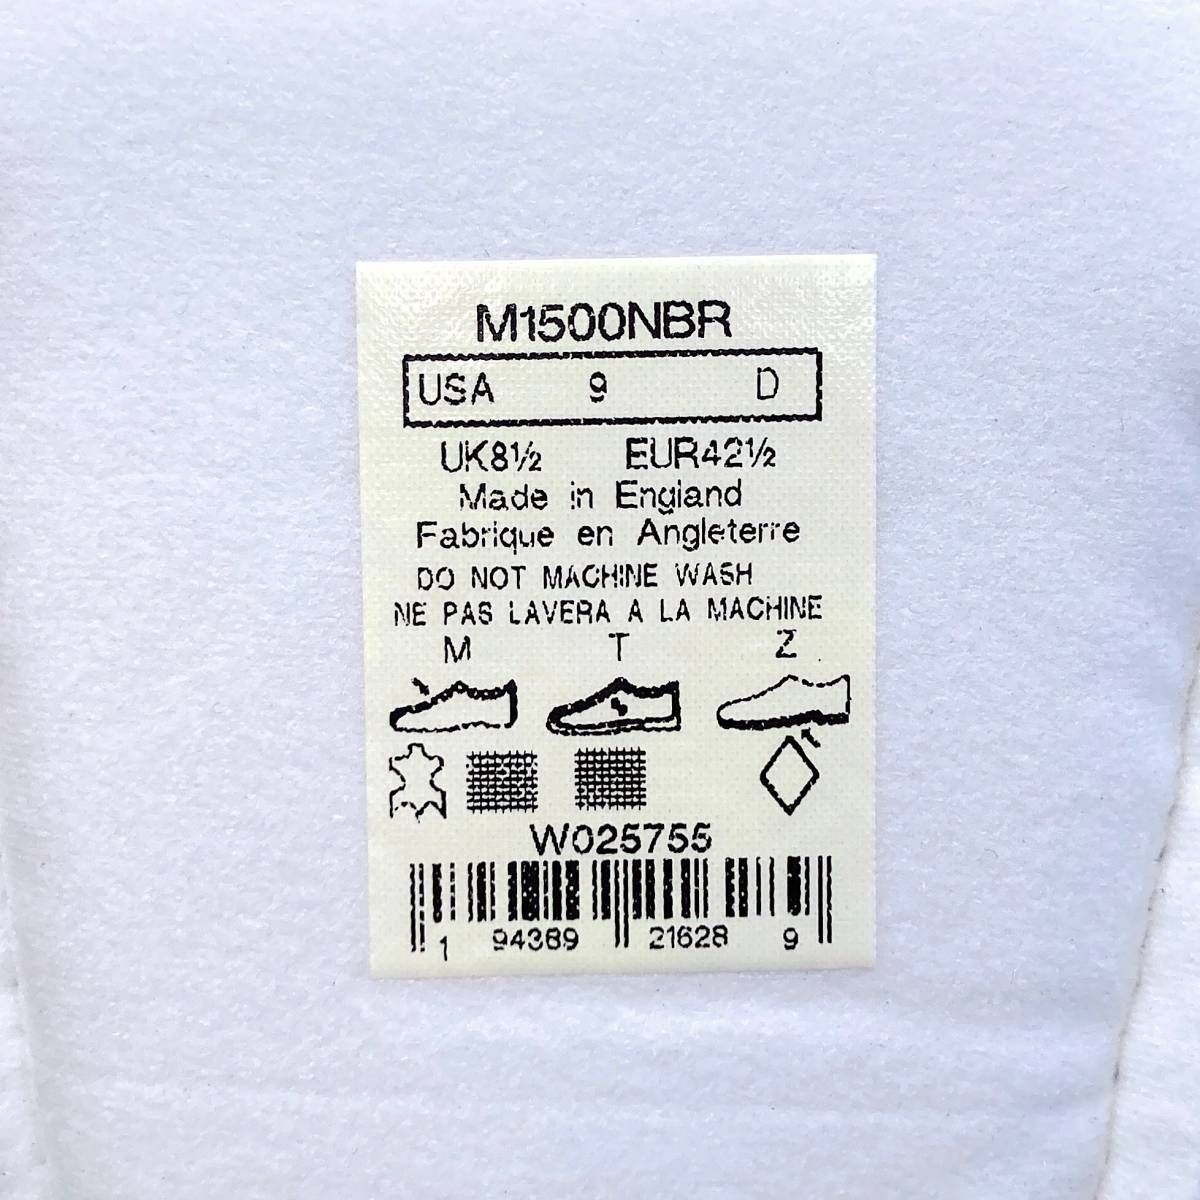 M1500NBR
USA 9 D
UK8½ EUR42½
Made in England
Fabrique en Angleterre
DO NOT MACHINE WASH
NE PAS LAVERA A LA MACHINE
M T Z
W025755
1 94389 21628 9